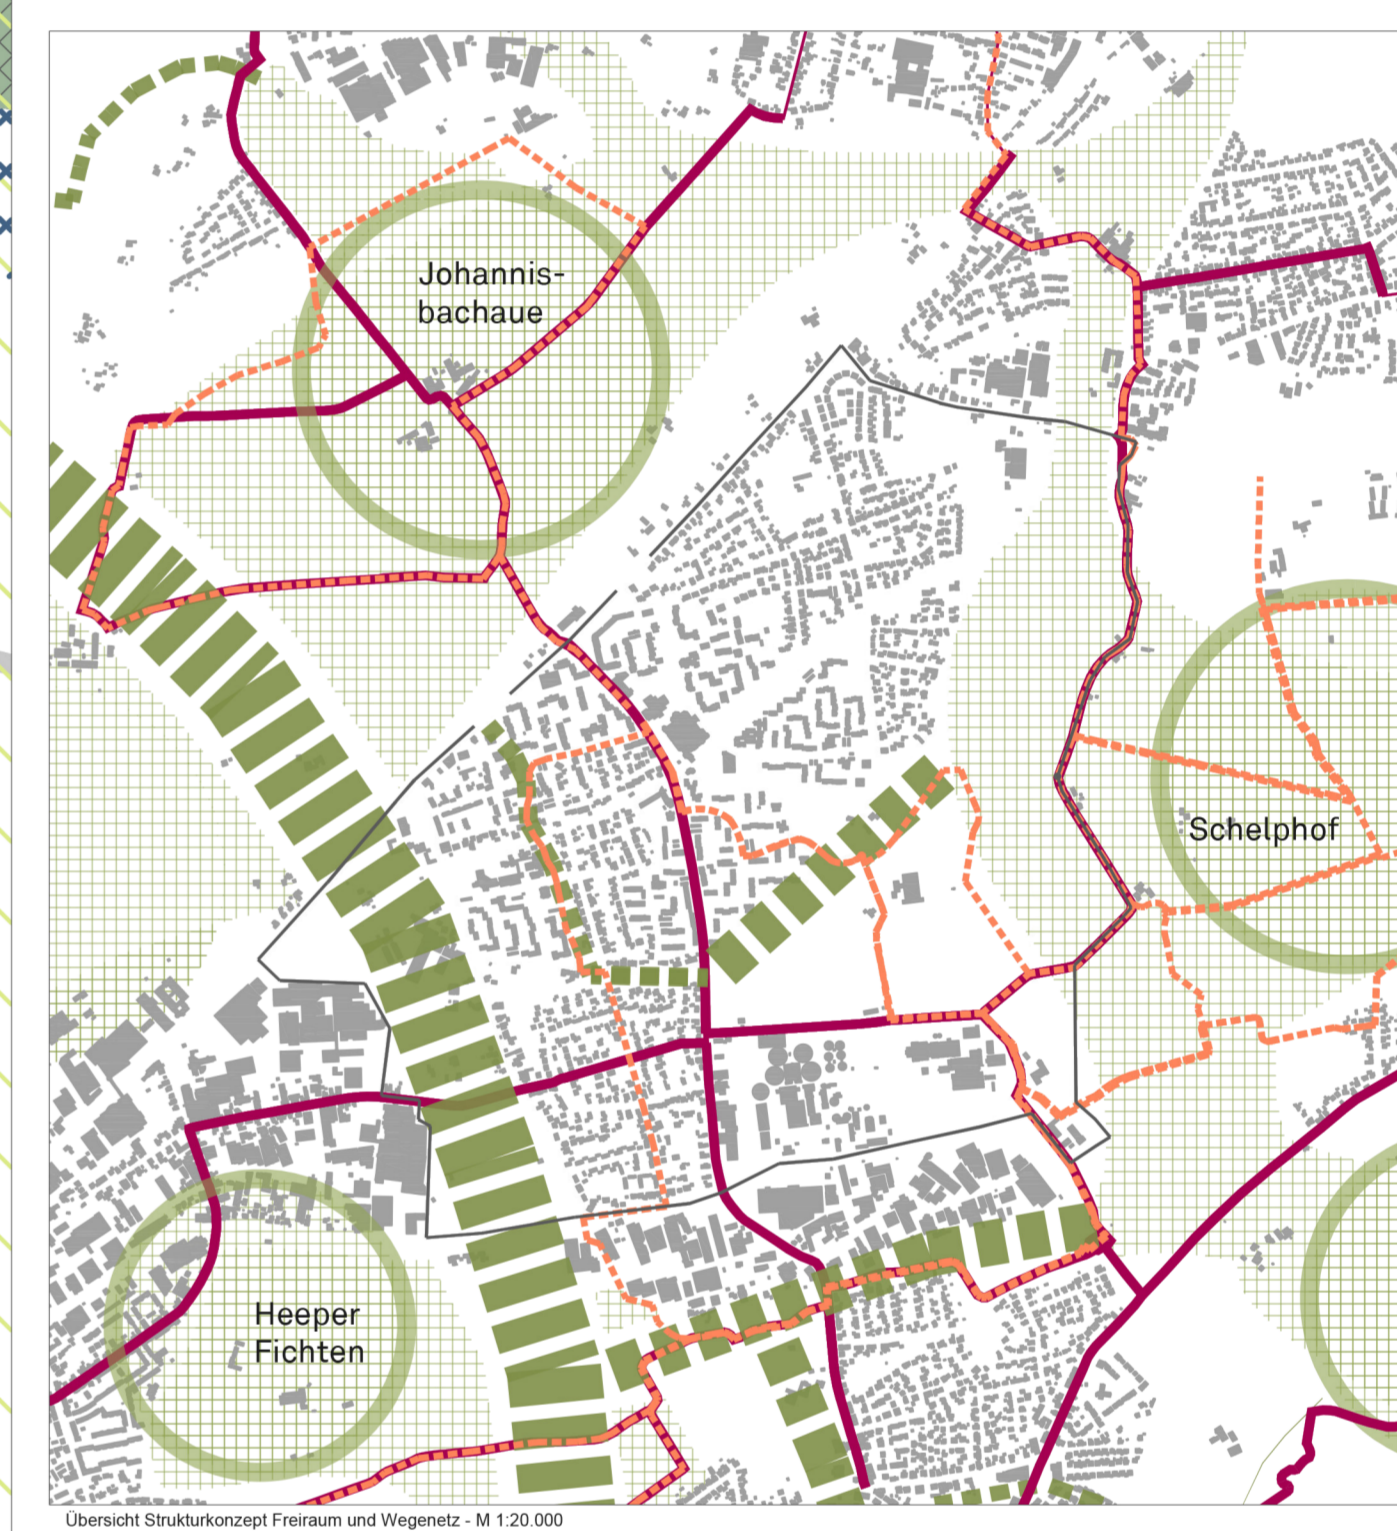 Johannis-
bachaue
Schelphof
Heeper
Fichten
Übersicht Strukturkonzept Freiraum und Wegenetz - M 1:20.000